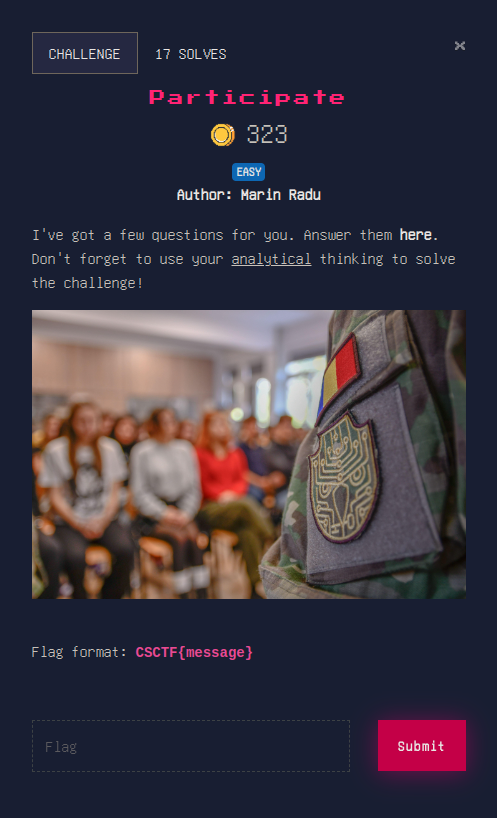 CHALLENGE 17 SOLVES
Participate
323
EASY
Author: Marin Radu
I've got a few questions for you. Answer them here.
Don't forget to use your analytical thinking to solve
the challenge!
Flag format: CSCTF{message}
Flag
Submit